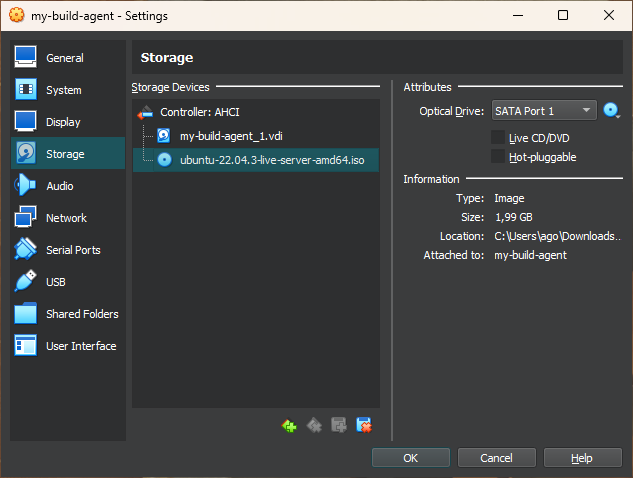 my-build-agent - Settings
General
System
Display
Storage
Audio
Network
Serial Ports
USB
Shared Folders
User Interface
Storage
Storage Devices
Controller: AHCI
my-build-agent_1.vdi
ubuntu-22.04.3-live-server-amd64.iso
Attributes
Optical Drive: SATA Port 1
Live CD/DVD
Hot-pluggable
Information
Type: Image
Size: 1,99 GB
Location: C:\Users\ago\Downloads..
Attached to: my-build-agent
OK
Cancel
Help